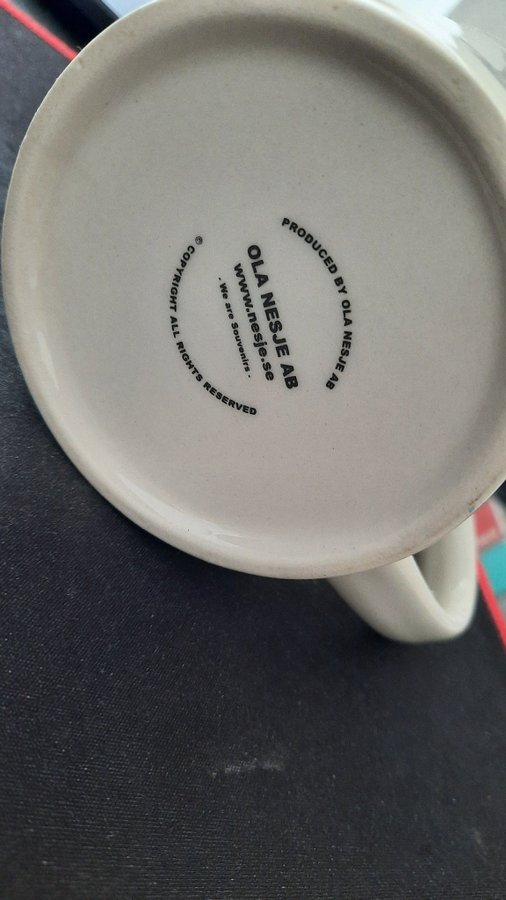 PRODUCED BY OLA NESJE AB
OLA NESJE AB
www.nesje.se
- We are Souvenirs -
© COPYRIGHT ALL RIGHTS RESERVED